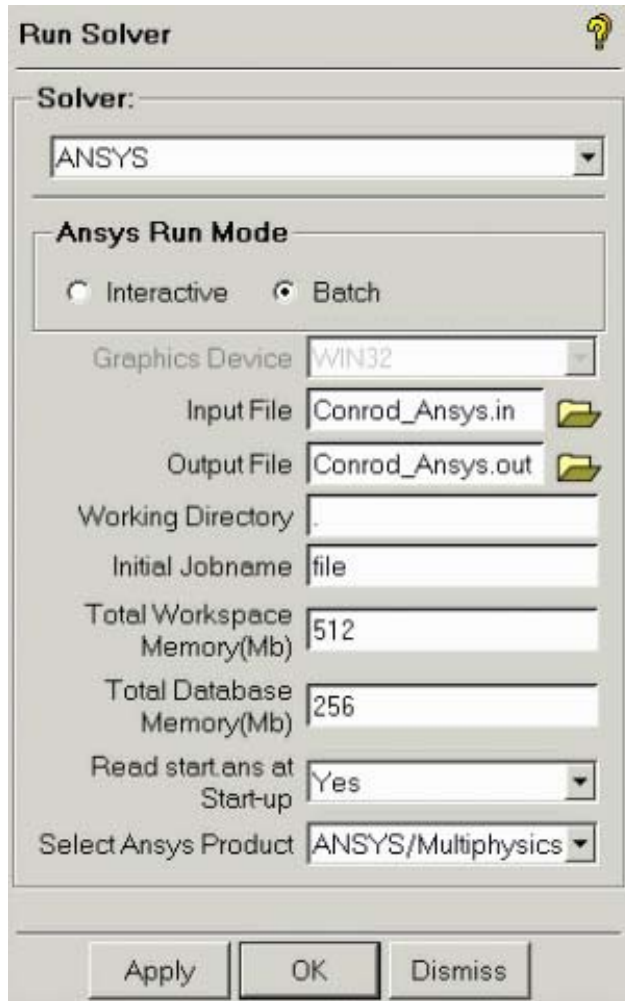 Run Solver
Solver:
ANSYS
Ansys Run Mode
Interactive Batch
Graphics Device WIN32
Input File Conrod_Ansys.in
Output File Conrod_Ansys.out
Working Directory .
Initial Jobname file
Total Workspace
Memory(Mb) 512
Total Database
Memory(Mb) 256
Read start.ans at
Start-up Yes
Select Ansys Product ANSYS/Multiphysics
Apply OK Dismiss